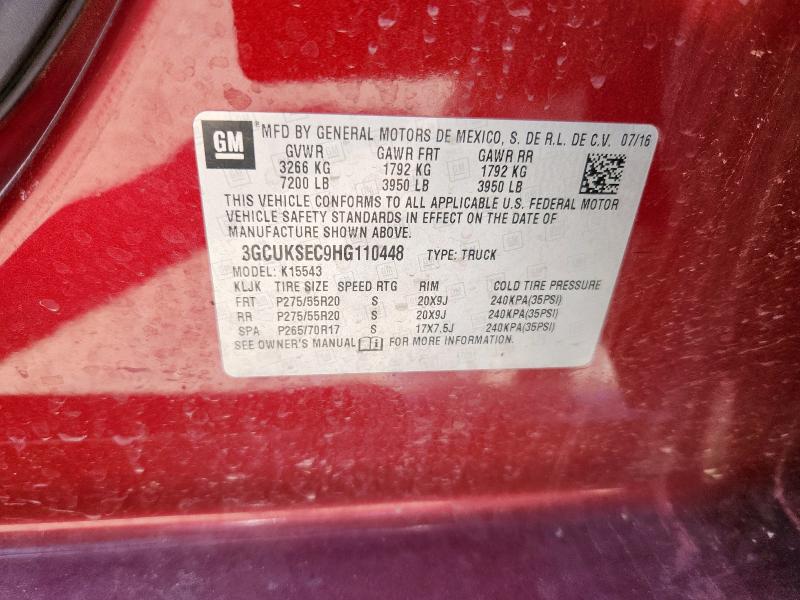 GM *MFD BY GENERAL MOTORS DE MEXICO, S. DE R.L. DE C.V. 07/16
GVWR GAWR FRT GAWR RR
3266 KG 1792 KG 1792 KG
7200 LB 3950 LB 3950 LB
THIS VEHICLE CONFORMS TO ALL APPLICABLE U.S. FEDERAL MOTOR
VEHICLE SAFETY STANDARDS IN EFFECT ON THE DATE OF
MANUFACTURE SHOWN ABOVE.
3GCUKSEC9HG110448 TYPE: TRUCK
MODEL: K15543
KLJK TIRE SIZE SPEED RTG RIM COLD TIRE PRESSURE
FRT P275/55R20 S 20X9J 240KPA(35PSI)
RR P275/55R20 S 20X9J 240KPA(35PSI)
SPA P265/70R17 S 17X7.5J 240KPA(35PSI)
SEE OWNER'S MANUAL FOR MORE INFORMATION.